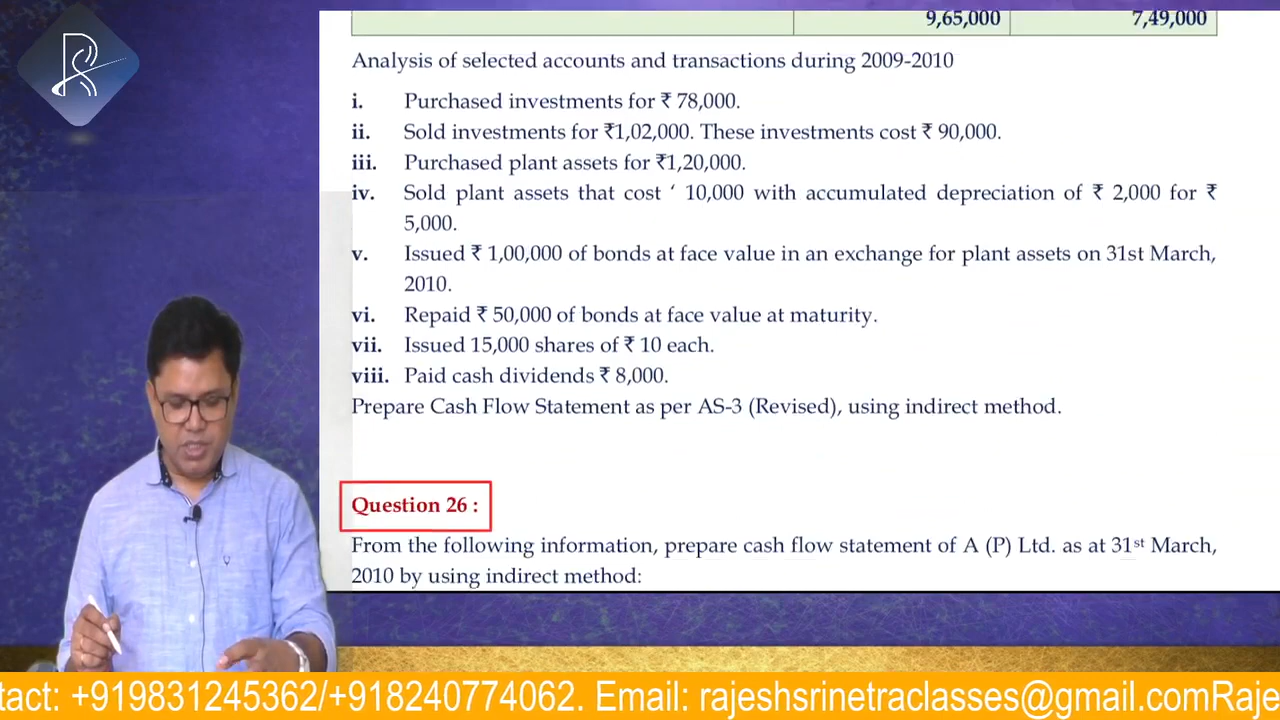 9,65,000 7,49,000
Analysis of selected accounts and transactions during 2009-2010
i. Purchased investments for ₹ 78,000.
ii. Sold investments for ₹1,02,000. These investments cost ₹ 90,000.
iii. Purchased plant assets for ₹1,20,000.
iv. Sold plant assets that cost ‘ 10,000 with accumulated depreciation of ₹ 2,000 for ₹
5,000.
v. Issued ₹ 1,00,000 of bonds at face value in an exchange for plant assets on 31st March,
2010.
vi. Repaid ₹ 50,000 of bonds at face value at maturity.
vii. Issued 15,000 shares of ₹ 10 each.
viii. Paid cash dividends ₹ 8,000.
Prepare Cash Flow Statement as per AS-3 (Revised), using indirect method.
Question 26 :
From the following information, prepare cash flow statement of A (P) Ltd. as at 31st March,
2010 by using indirect method:
tact: +919831245362/+918240774062. Email: rajeshsrinetraclasses@gmail.comRaje